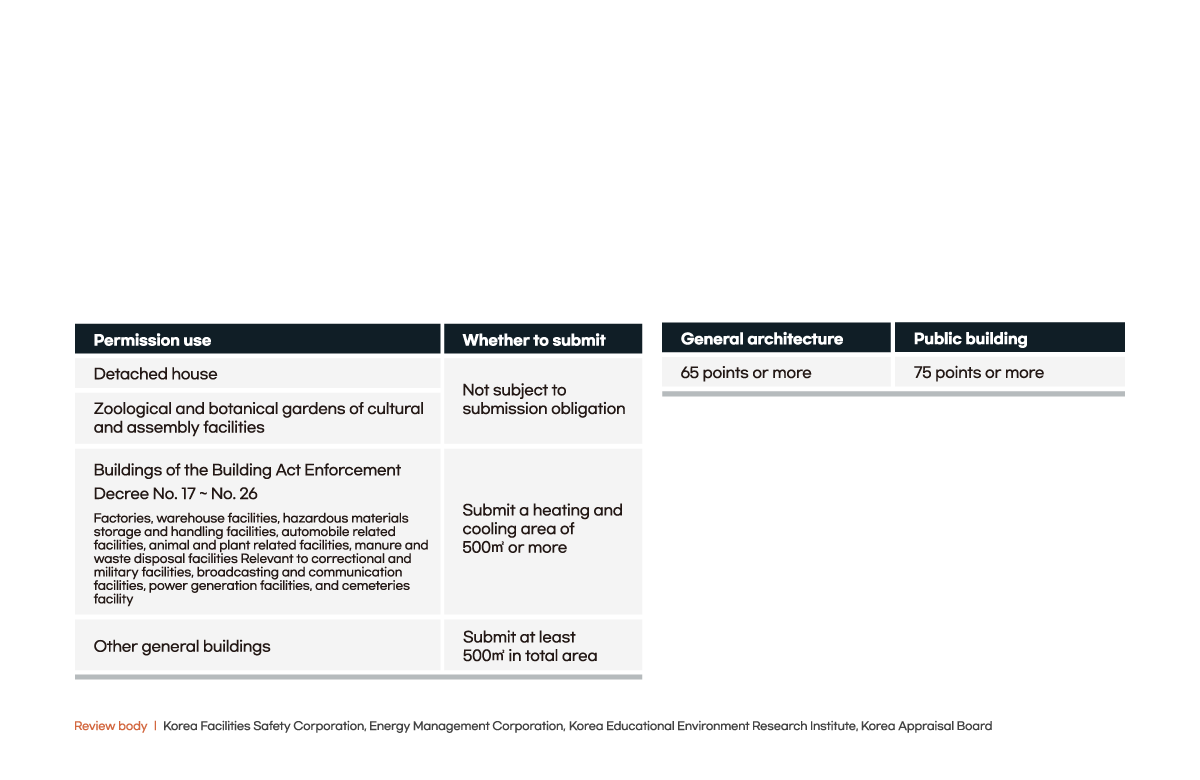 Permission use
Whether to submit
Detached house
Not subject to
submission obligation
Zoological and botanical gardens of cultural
and assembly facilities
Buildings of the Building Act Enforcement
Decree No. 17 ~ No. 26
Factories, warehouse facilities, hazardous materials
storage and handling facilities, automobile related
facilities, animal and plant related facilities, manure and
waste disposal facilities Relevant to correctional and
military facilities, broadcasting and communication
facilities, power generation facilities, and cemeteries
facility
Submit a heating and
cooling area of
500㎡ or more
Other general buildings
Submit at least
500㎡ in total area
General architecture
Public building
65 points or more
75 points or more
Review body | Korea Facilities Safety Corporation, Energy Management Corporation, Korea Educational Environment Research Institute, Korea Appraisal Board